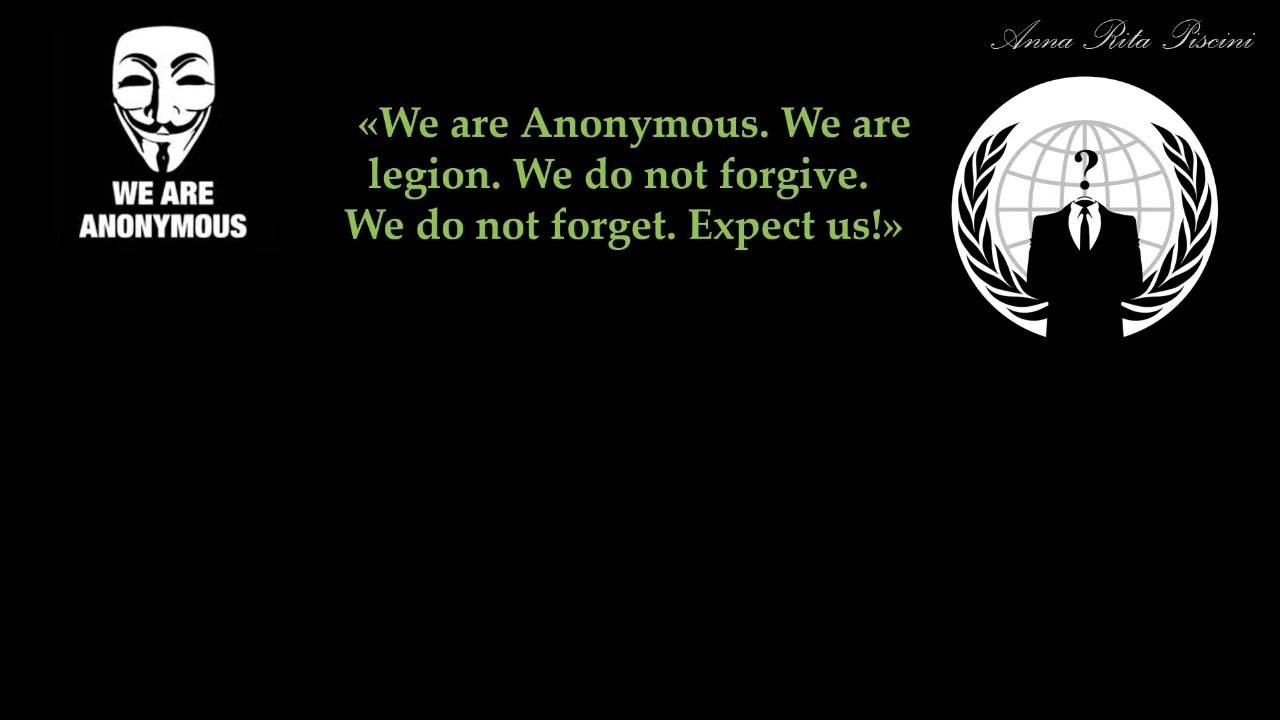 Anna Rita Piscini
WE ARE
ANONYMOUS
«We are Anonymous. We are
legion. We do not forgive.
We do not forget. Expect us!»
?